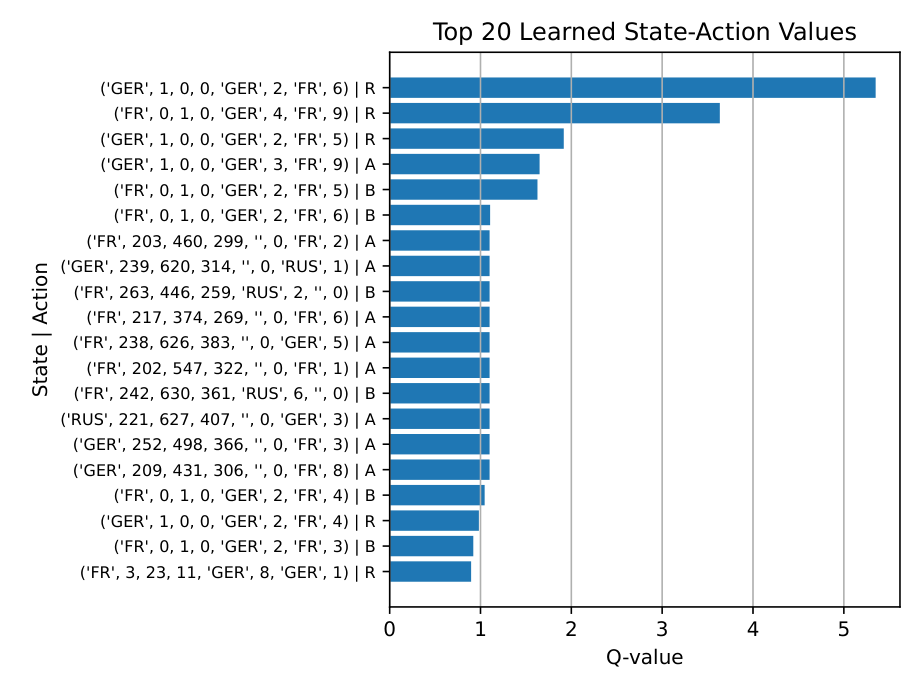 Top 20 Learned State-Action Values
('GER', 1, 0, 0, 'GER', 2, 'FR', 6) | R
('FR', 0, 1, 0, 'GER', 4, 'FR', 9) | R
('GER', 1, 0, 0, 'GER', 2, 'FR', 5) | R
('GER', 1, 0, 0, 'GER', 3, 'FR', 9) | A
('FR', 0, 1, 0, 'GER', 2, 'FR', 5) | B
('FR', 0, 1, 0, 'GER', 2, 'FR', 6) | B
('FR', 203, 460, 299, '', 0, 'FR', 2) | A
('GER', 239, 620, 314, '', 0, 'RUS', 1) | A
('FR', 263, 446, 259, 'RUS', 2, '', 0) | B
('FR', 217, 374, 269, '', 0, 'FR', 6) | A
('FR', 238, 626, 383, '', 0, 'GER', 5) | A
('FR', 202, 547, 322, '', 0, 'FR', 1) | A
('FR', 242, 630, 361, 'RUS', 6, '', 0) | B
('RUS', 221, 627, 407, '', 0, 'GER', 3) | A
('GER', 252, 498, 366, '', 0, 'FR', 3) | A
('GER', 209, 431, 306, '', 0, 'FR', 8) | A
('FR', 0, 1, 0, 'GER', 2, 'FR', 4) | B
('GER', 1, 0, 0, 'GER', 2, 'FR', 4) | R
('FR', 0, 1, 0, 'GER', 2, 'FR', 3) | B
('FR', 3, 23, 11, 'GER', 8, 'GER', 1) | R
State | Action
0 1 2 3 4 5
Q-value